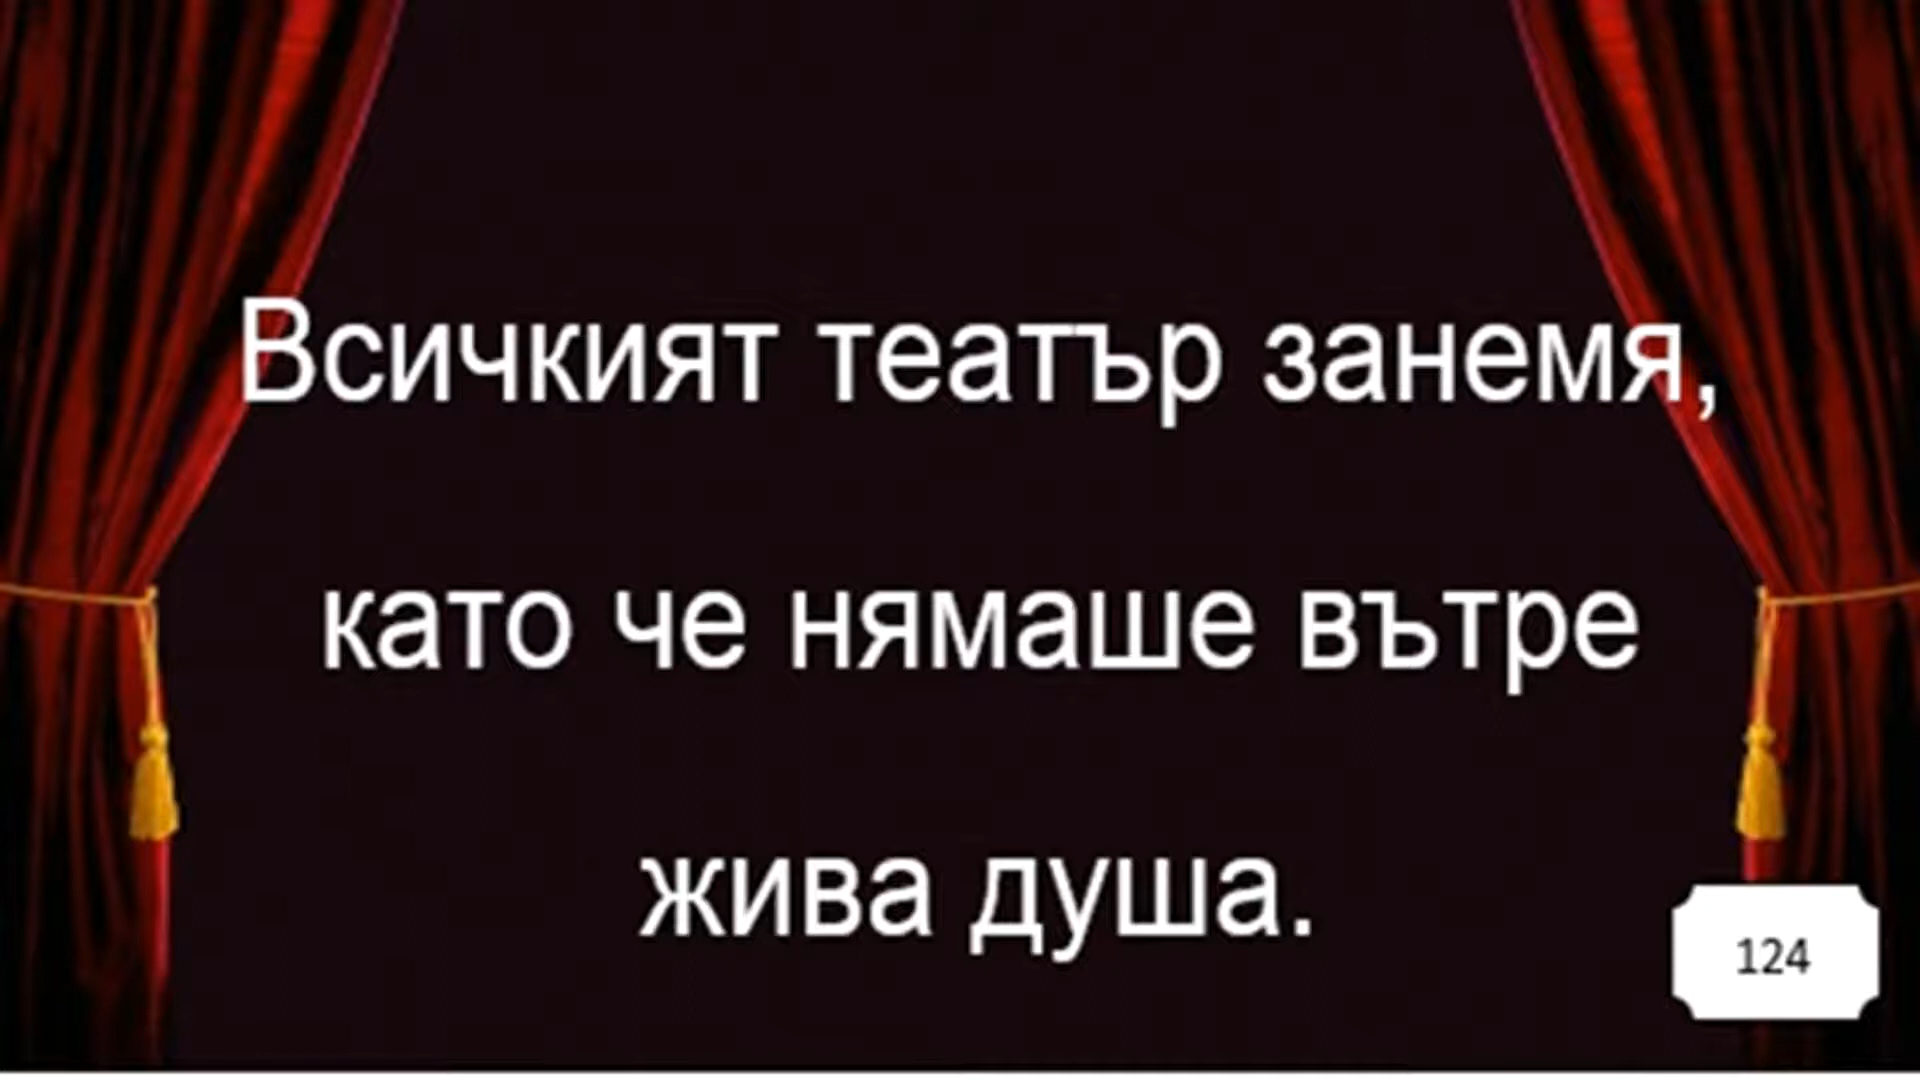 Всичкият театър занемя,
като че нямаше вътре
жива душа.
124